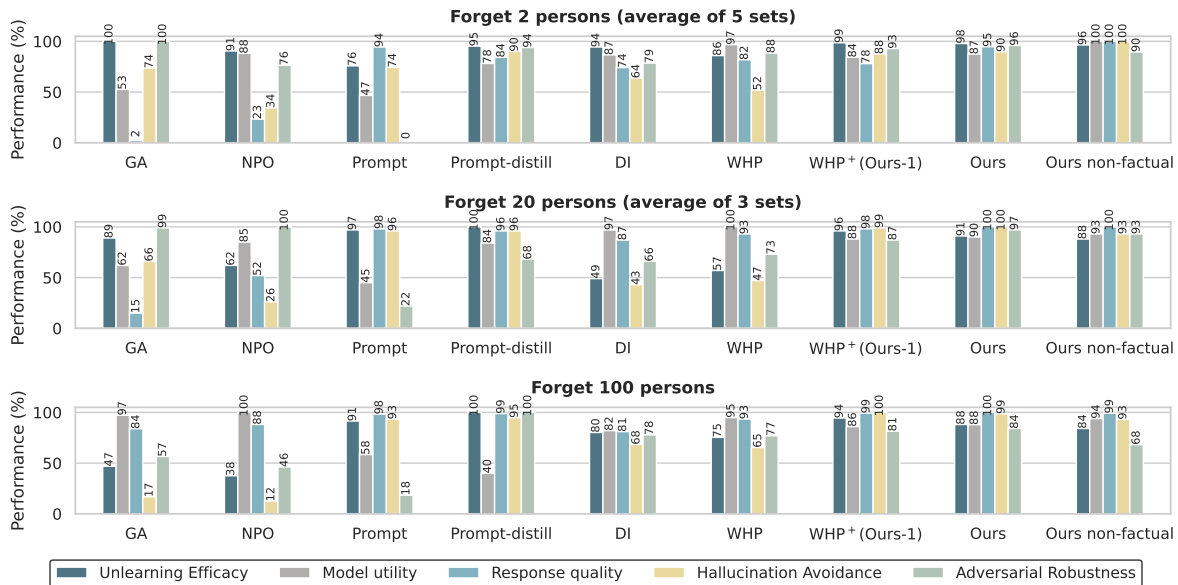 Forget 2 persons (average of 5 sets)
Performance (%)
100
50
0
100 53 2 74 100
91 88 23 34 76
76 47 94 74 0
95 78 84 90 94
94 87 74 64 79
86 97 82 52 88
99 84 78 88 93
98 87 95 90 96
96 100 100 100 90
GA NPO Prompt Prompt-distill DI WHP WHP⁺(Ours-1) Ours Ours non-factual
Forget 20 persons (average of 3 sets)
Performance (%)
100
50
0
89 62 15 66 99
62 85 52 26 100
97 45 98 96 22
100 84 96 96 68
49 97 87 43 66
57 100 93 47 73
96 88 98 99 87
91 90 100 100 97
88 93 100 93 93
GA NPO Prompt Prompt-distill DI WHP WHP⁺(Ours-1) Ours Ours non-factual
Forget 100 persons
Performance (%)
100
50
0
47 97 84 17 57
38 100 88 12 46
91 58 98 93 18
100 40 99 95 100
80 82 81 68 78
75 95 93 65 77
94 86 99 100 81
88 88 100 99 84
84 94 99 93 68
GA NPO Prompt Prompt-distill DI WHP WHP⁺(Ours-1) Ours Ours non-factual
Unlearning Efficacy Model utility Response quality Hallucination Avoidance Adversarial Robustness